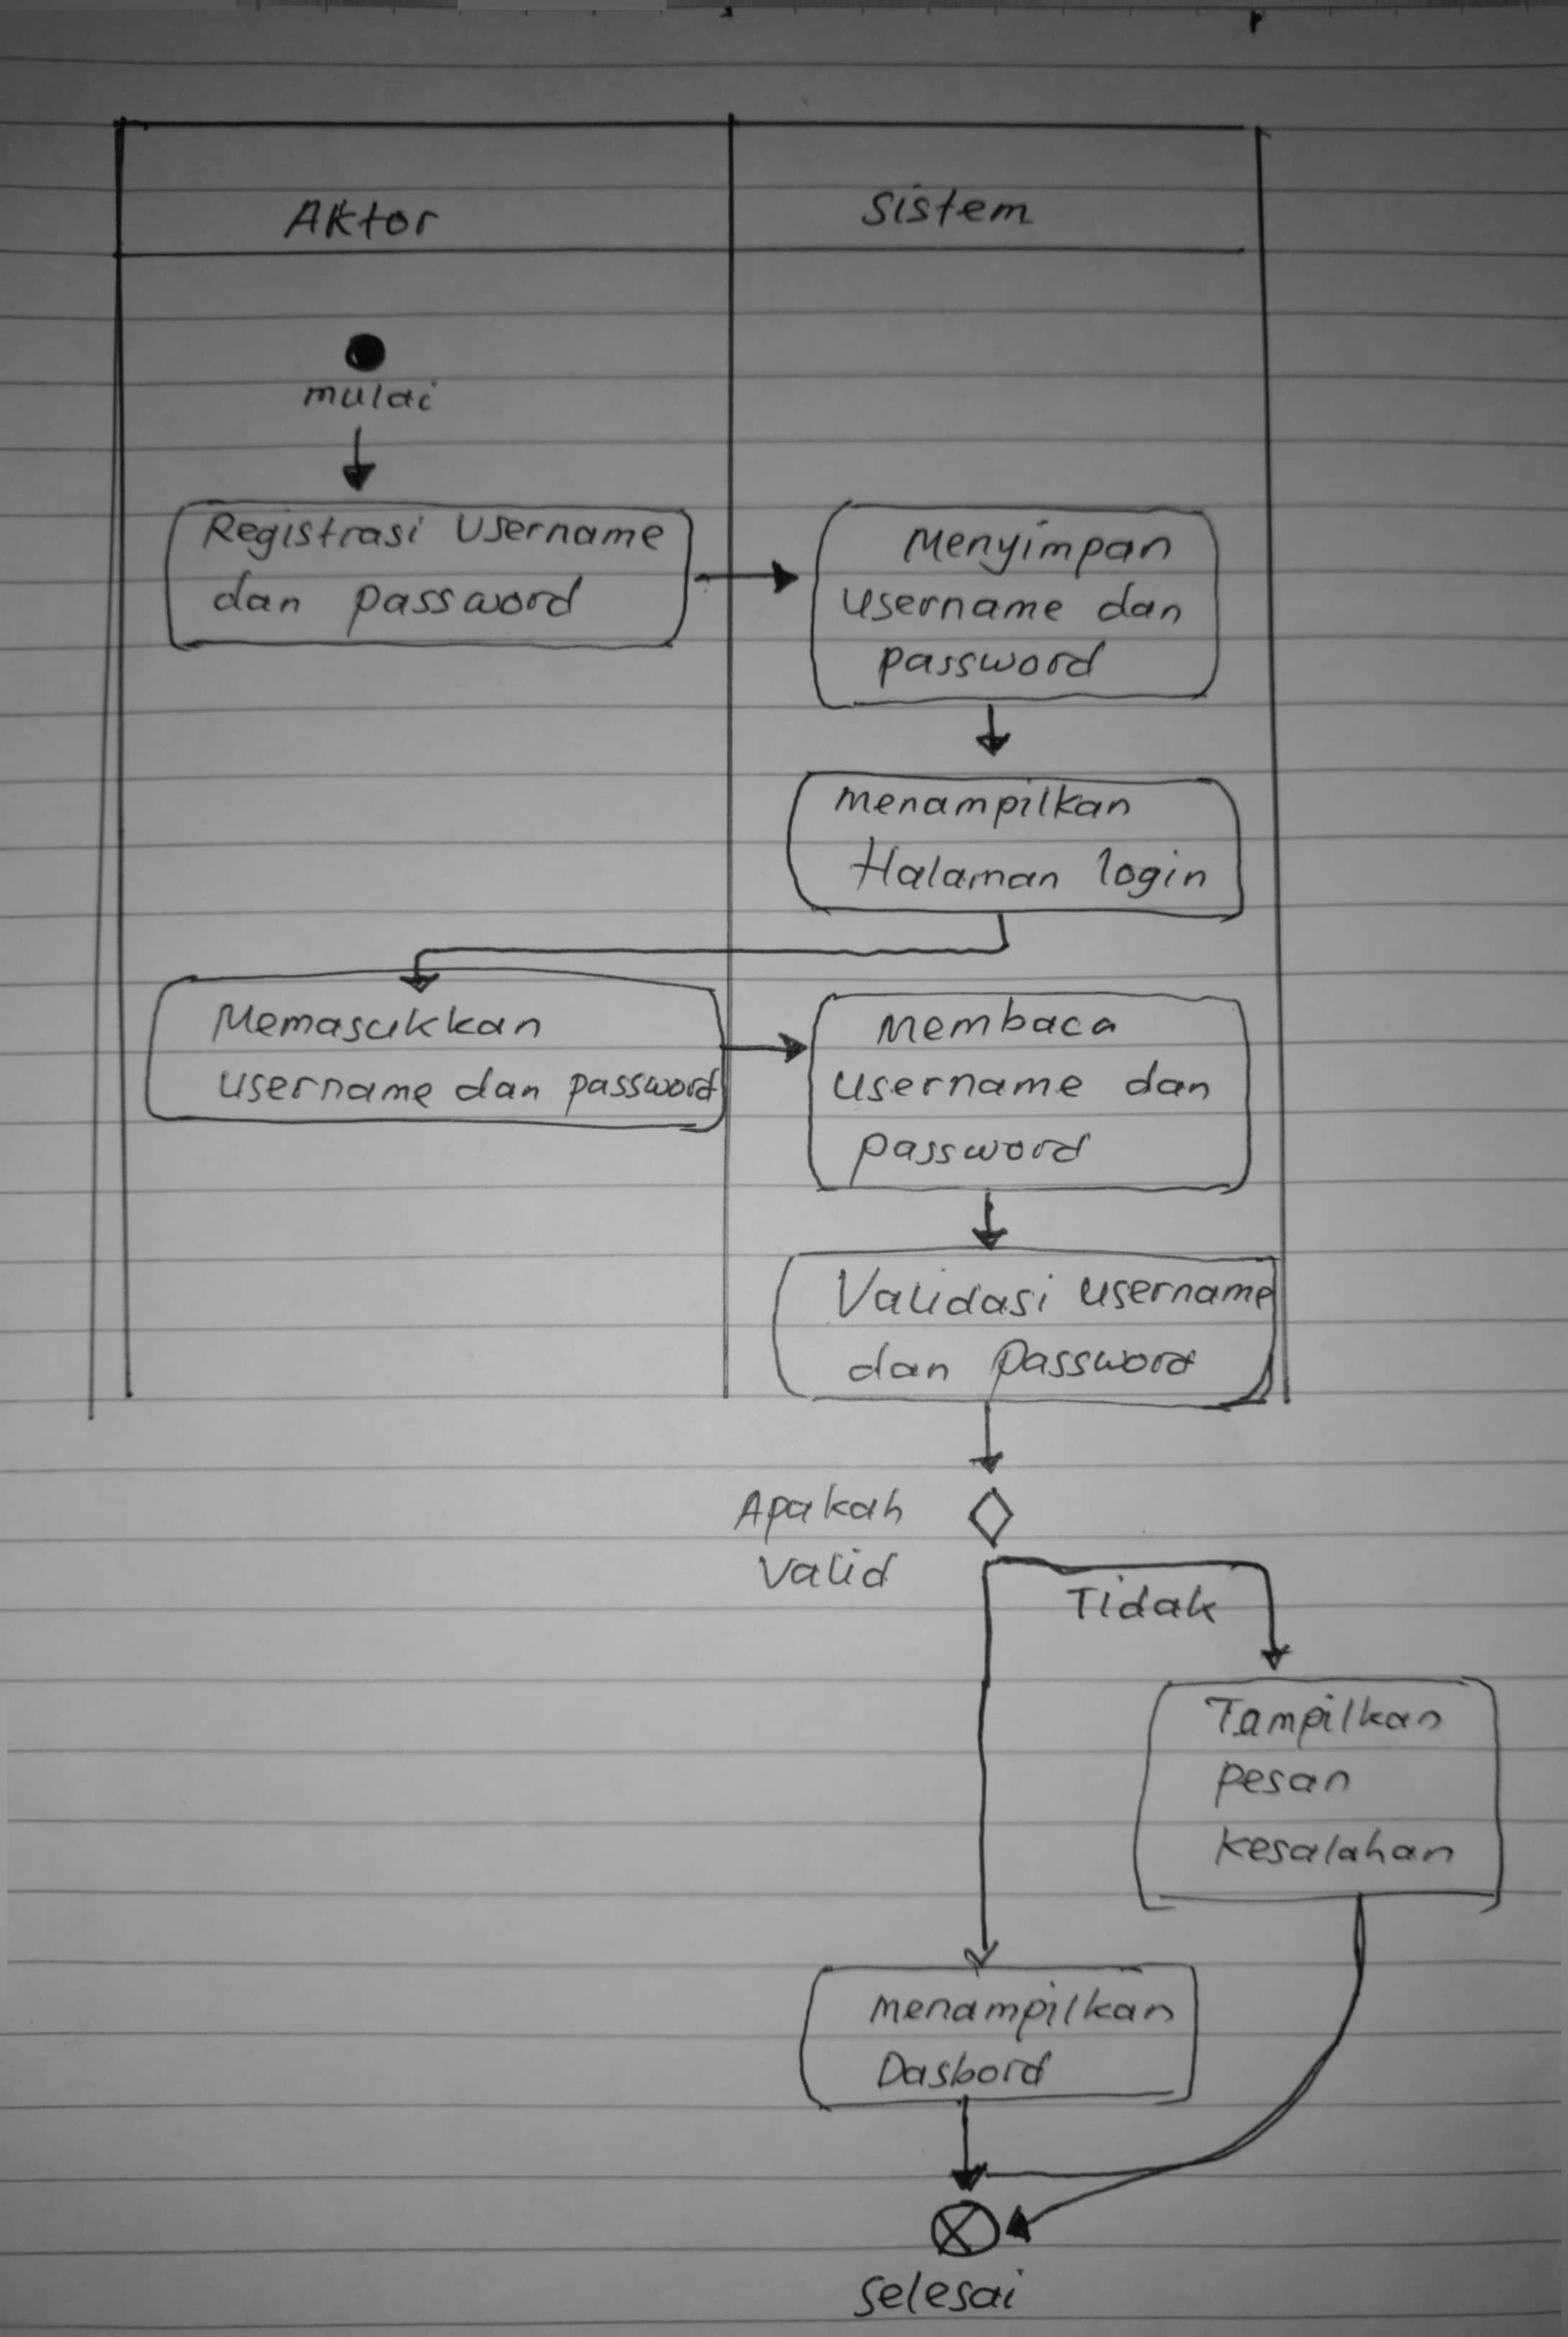 Aktor
Sistem
mulai
Registrasi Username
dan password
Menyimpan
username dan
password
menampilkan
Halaman login
Memasukkan
username dan password
Membaca
username dan
password
Validasi username
dan password
Apakah
Valid
Tidak
Tampilkan
pesan
kesalahan
menampilkan
Dasbord
selesai